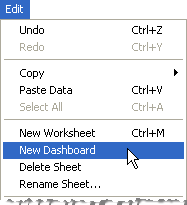 Edit
Undo Ctrl+Z
Redo Ctrl+Y
Copy
Paste Data Ctrl+V
Select All Ctrl+A
New Worksheet Ctrl+M
New Dashboard
Delete Sheet
Rename Sheet...